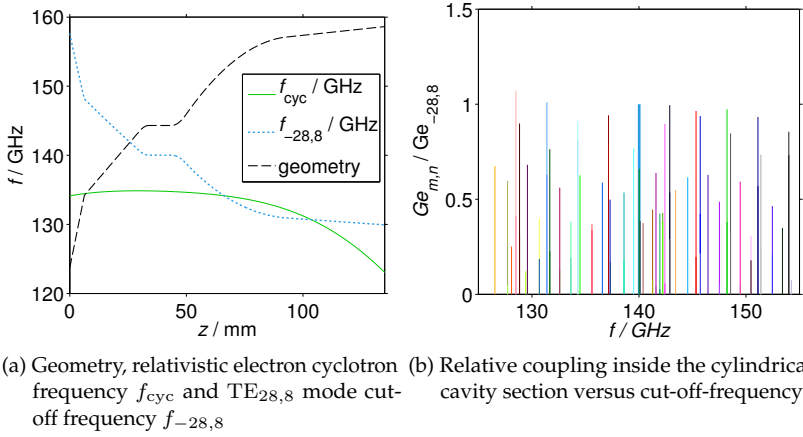 160
150
140
130
120
f / GHz
0
50
100
z / mm
f_cyc / GHz
f_−28,8 / GHz
geometry
1.5
1
0.5
0
Ge_m,n / Ge_−28,8
130
140
150
f / GHz
(a) Geometry, relativistic electron cyclotron
frequency f_cyc and TE_28,8 mode cut-
off frequency f_−28,8
(b) Relative coupling inside the cylindrica
cavity section versus cut-off-frequency